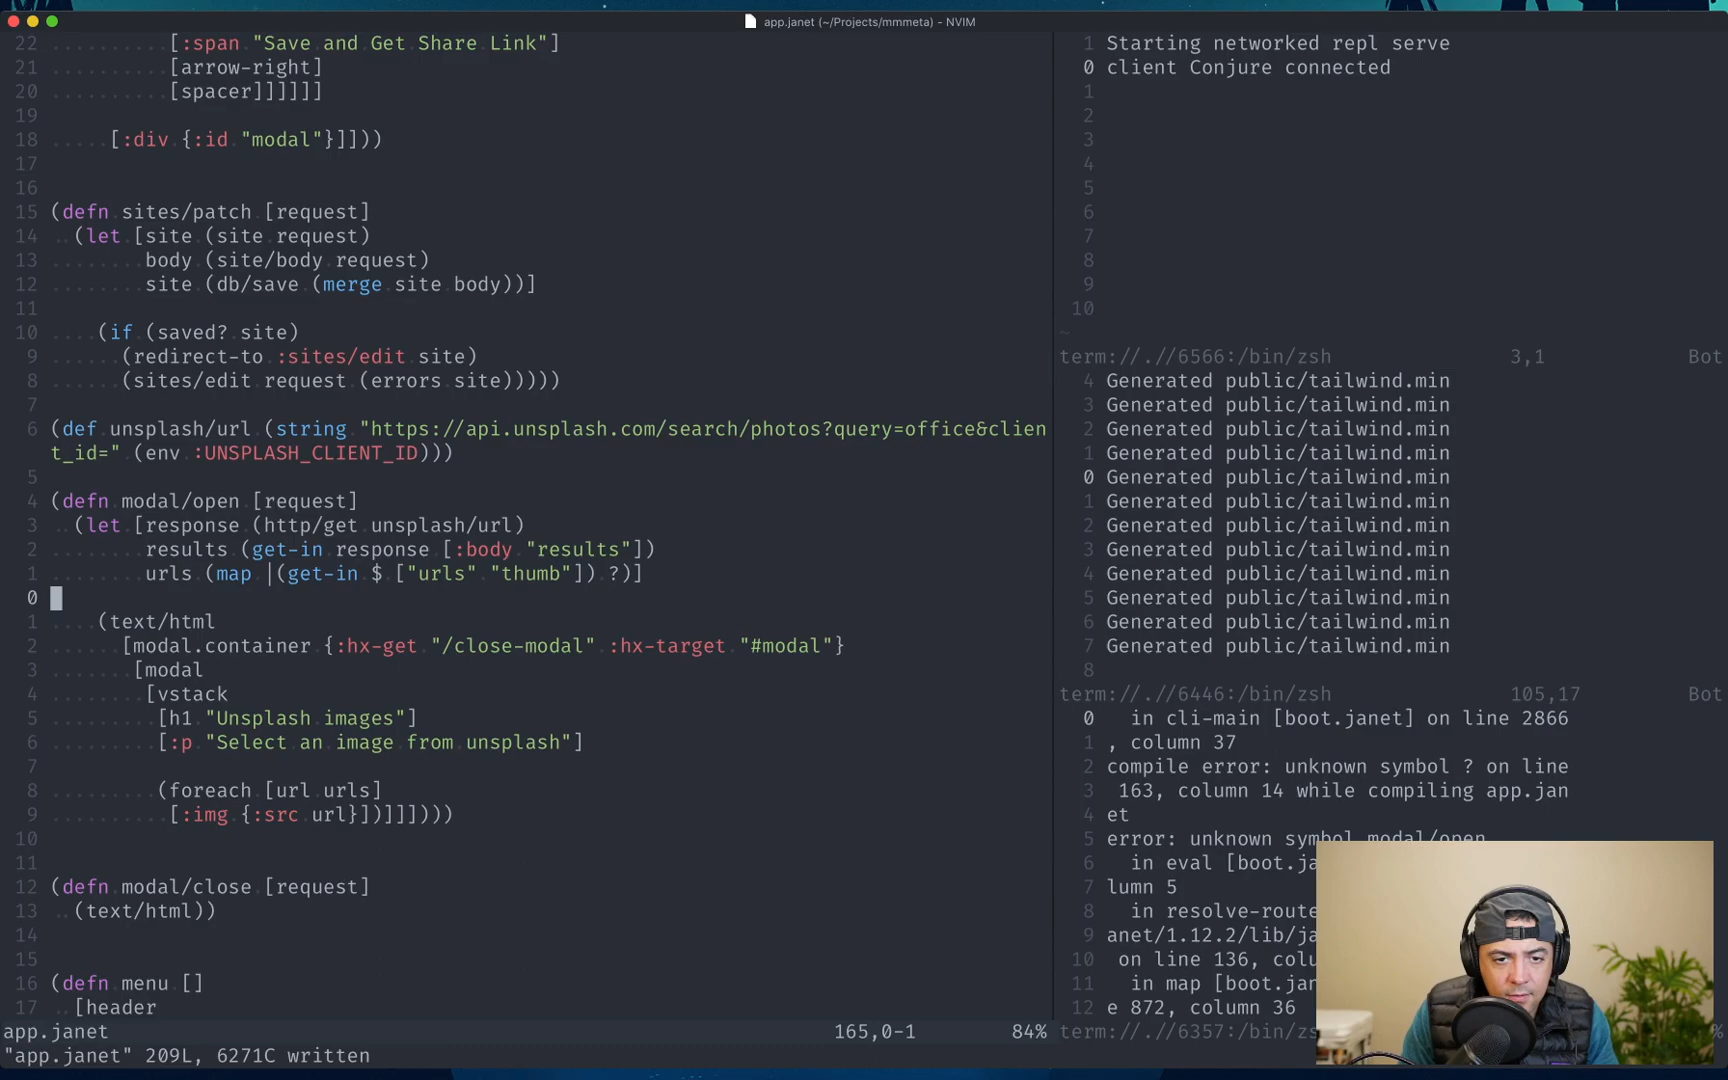 app.janet (~/Projects/mmmeta) - NVIM
22 [:span "Save and Get Share Link"]
21 [arrow-right]
20 [spacer]]]]]]
19
18 [:div {:id "modal"}]]))
17
16
15 (defn sites/patch [request]
14 (let [site (site request)
13 body (site/body request)
12 site (db/save (merge site body))]
11
10 (if (saved? site)
9 (redirect-to :sites/edit site)
8 (sites/edit request (errors site)))))
7
6 (def unsplash/url (string "https://api.unsplash.com/search/photos?query=office&clien
t_id=" (env :UNSPLASH_CLIENT_ID)))
5
4 (defn modal/open [request]
3 (let [response (http/get unsplash/url)
2 results (get-in response [:body "results"])
1 urls (map |(get-in $ ["urls" "thumb"]) ?)]
0
1 (text/html
2 [modal.container {:hx-get "/close-modal" :hx-target "#modal"}
3 [modal
4 [vstack
5 [h1 "Unsplash images"]
6 [:p "Select an image from unsplash"]
7
8 (foreach [url urls]
9 [:img {:src url}])]]])))
10
11
12 (defn modal/close [request]
13 (text/html))
14
15
16 (defn menu []
17 [header
app.janet 165,0-1 84%
"app.janet" 209L, 6271C written
1 Starting networked repl serve
0 client Conjure connected
1
2
3
4
5
6
7
8
9
10
~
term://.//6566:/bin/zsh 3,1 Bot
4 Generated public/tailwind.min
3 Generated public/tailwind.min
2 Generated public/tailwind.min
1 Generated public/tailwind.min
0 Generated public/tailwind.min
1 Generated public/tailwind.min
2 Generated public/tailwind.min
3 Generated public/tailwind.min
4 Generated public/tailwind.min
5 Generated public/tailwind.min
6 Generated public/tailwind.min
7 Generated public/tailwind.min
8
term://.//6446:/bin/zsh 105,17 Bot
0 in cli-main [boot.janet] on line 2866
1 , column 37
2 compile error: unknown symbol ? on line
3 163, column 14 while compiling app.jan
4 et
5 error: unknown symbol modal/open
6 in eval [boot.ja
7 lumn 5
8 in resolve-route
9 anet/1.12.2/lib/ja
10 on line 136, colu
11 in map [boot.jan
12 e 872, column 36
term://.//6357:/bin/zs %